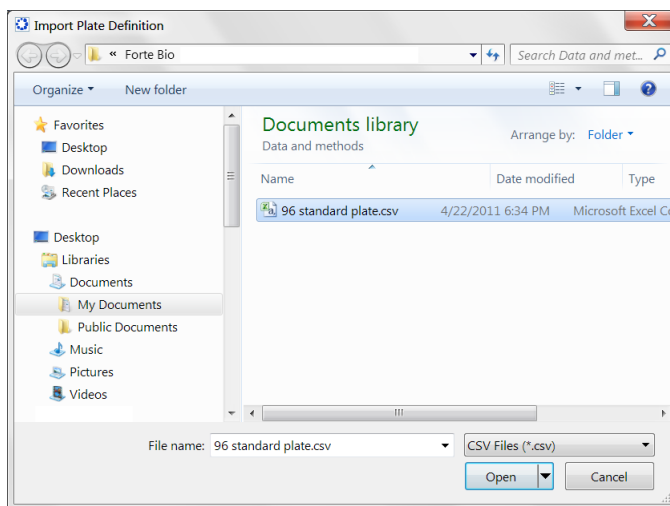 Import Plate Definition
« Forte Bio
Search Data and met...
Organize
New folder
Favorites
Desktop
Downloads
Recent Places
Desktop
Libraries
Documents
My Documents
Public Documents
Music
Pictures
Videos
Documents library
Data and methods
Arrange by: Folder
Name Date modified Type
96 standard plate.csv 4/22/2011 6:34 PM Microsoft Excel Co
File name: 96 standard plate.csv CSV Files (*.csv)
Open Cancel